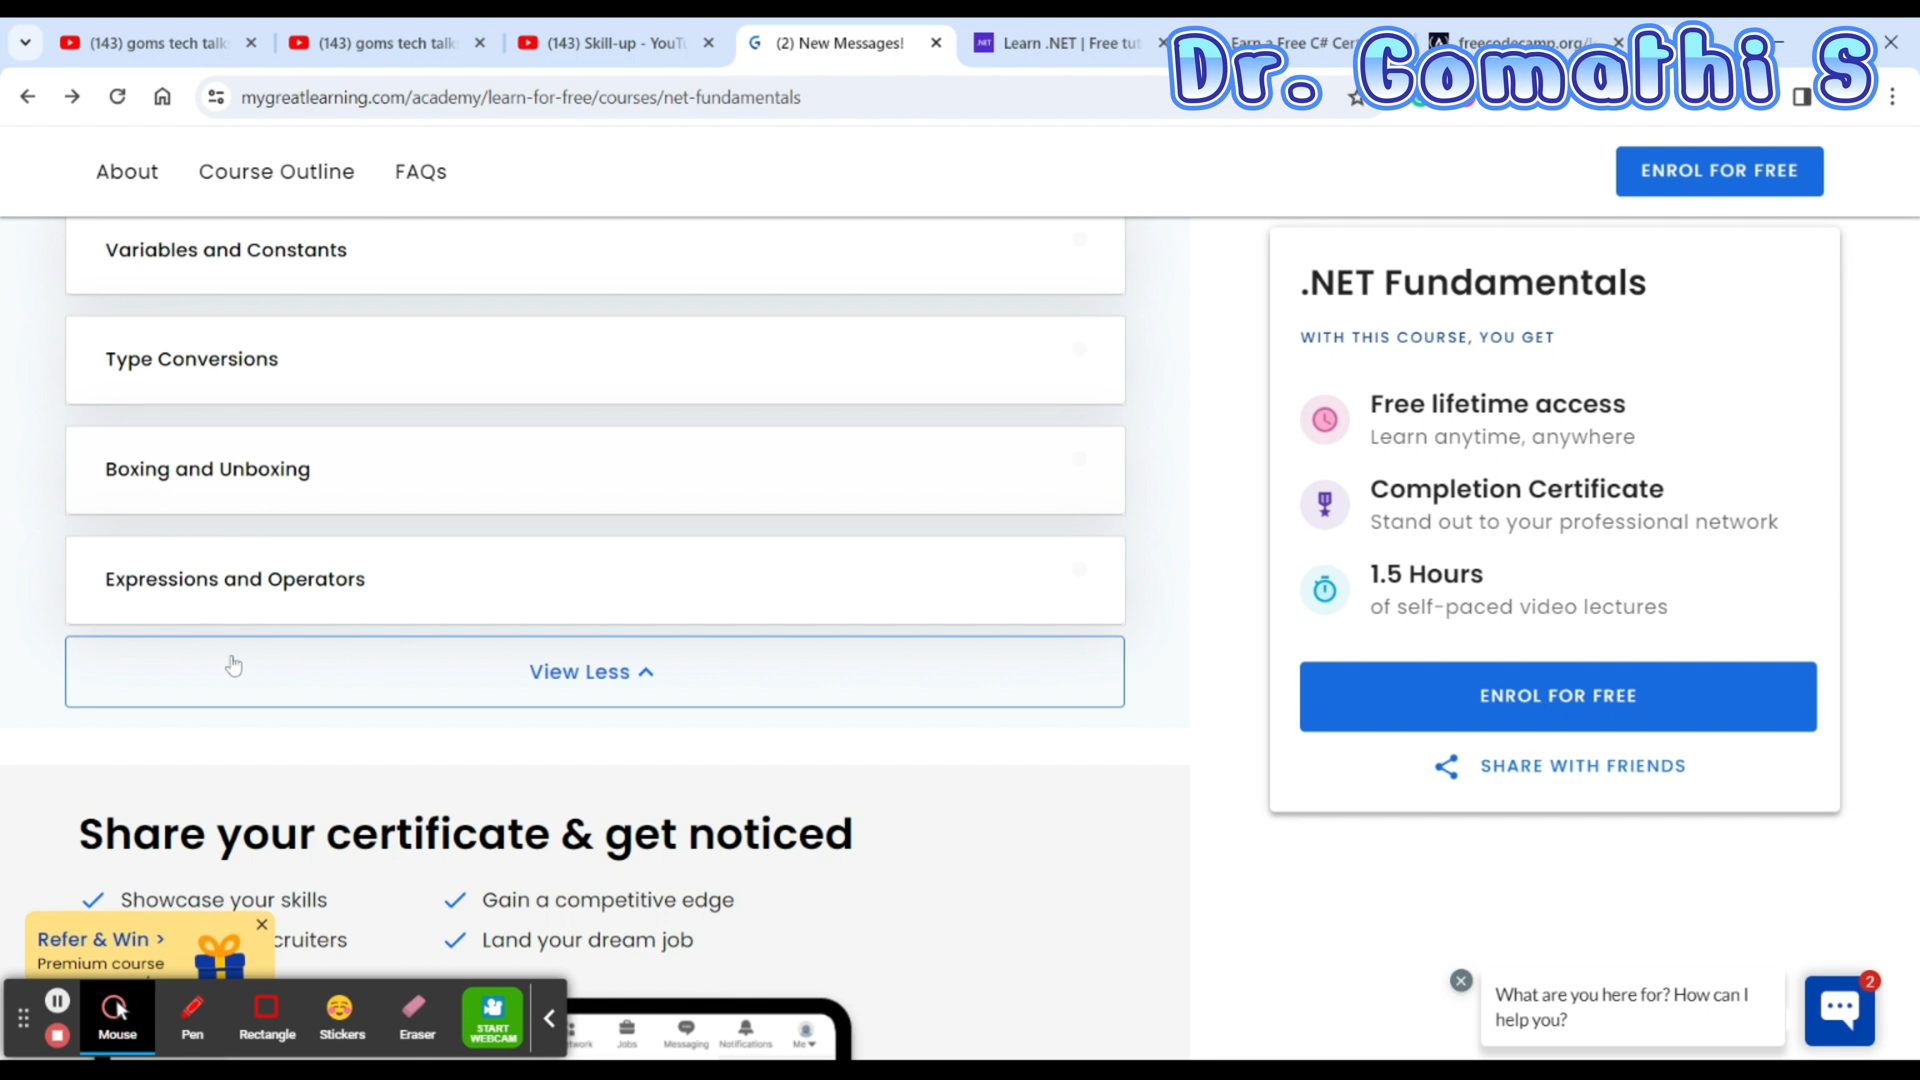 (143) goms tech talk
(143) goms tech talk
(143) Skill-up - YouTu
(2) New Messages!
Learn .NET | Free tut
Earn a Free C# Cer
freecodecamp.org/l
Dr. Gomathi S
mygreatlearning.com/academy/learn-for-free/courses/net-fundamentals
About
Course Outline
FAQs
ENROL FOR FREE
Variables and Constants
Type Conversions
Boxing and Unboxing
Expressions and Operators
View Less
.NET Fundamentals
WITH THIS COURSE, YOU GET
Free lifetime access
Learn anytime, anywhere
Completion Certificate
Stand out to your professional network
1.5 Hours
of self-paced video lectures
ENROL FOR FREE
SHARE WITH FRIENDS
Share your certificate & get noticed
Showcase your skills
Gain a competitive edge
cruiters
Land your dream job
Refer & Win >
Premium course
Mouse
Pen
Rectangle
Stickers
Eraser
START
WEBCAM
twork
Jobs
Messaging
Notifications
Me
What are you here for? How can I
help you?
2